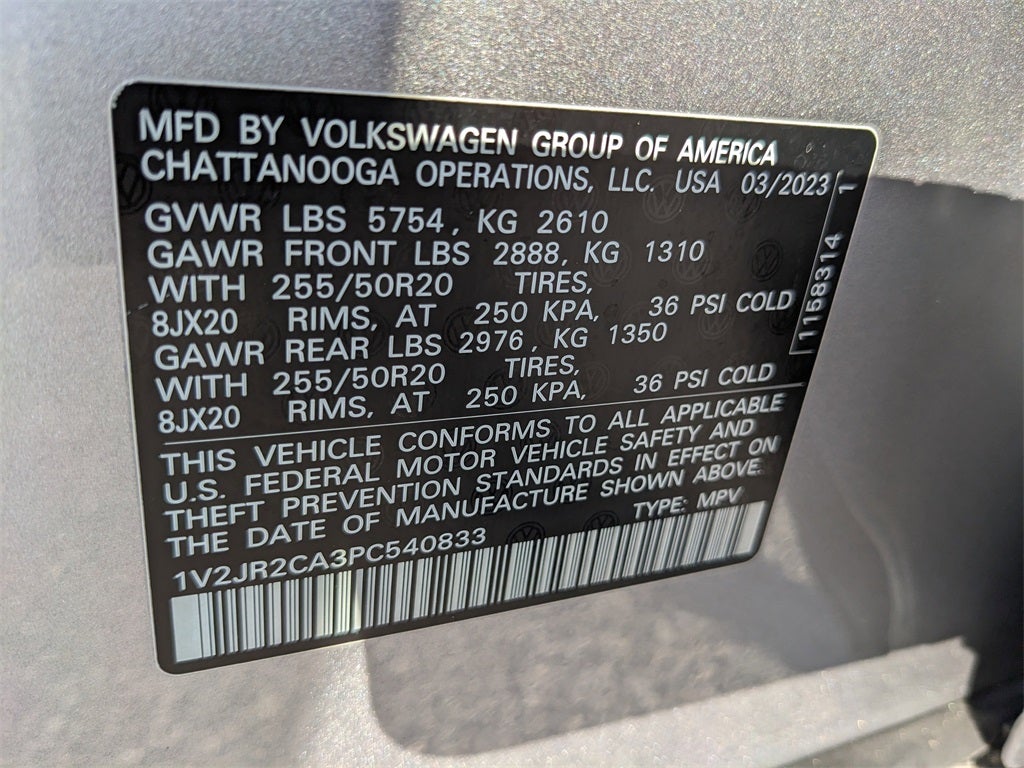 MFD BY VOLKSWAGEN GROUP OF AMERICA
CHATTANOOGA OPERATIONS, LLC. USA 03/2023
GVWR LBS 5754, KG 2610
GAWR FRONT LBS 2888, KG 1310
WITH 255/50R20 TIRES,
8JX20 RIMS, AT 250 KPA, 36 PSI COLD
GAWR REAR LBS 2976, KG 1350
WITH 255/50R20 TIRES,
8JX20 RIMS, AT 250 KPA, 36 PSI COLD
THIS VEHICLE CONFORMS TO ALL APPLICABLE
U.S. FEDERAL MOTOR VEHICLE SAFETY AND
THEFT PREVENTION STANDARDS IN EFFECT ON
THE DATE OF MANUFACTURE SHOWN ABOVE.
1V2JR2CA3PC540833 TYPE: MPV
1158314 1